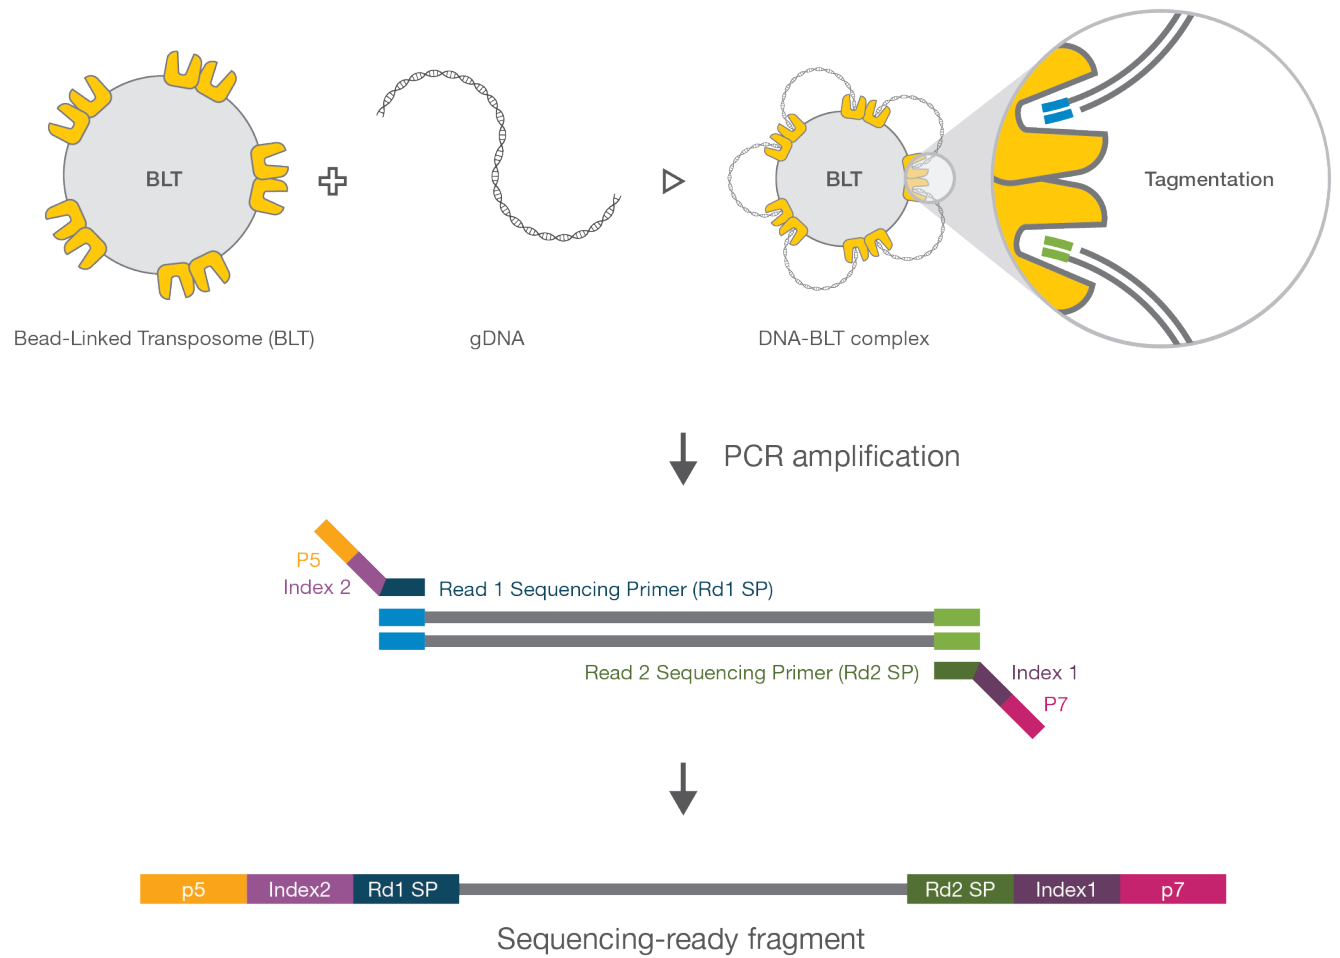 BLT
BLT
Tagmentation
Bead-Linked Transposome (BLT)
gDNA
DNA-BLT complex
PCR amplification
P5
Index 2
Read 1 Sequencing Primer (Rd1 SP)
Read 2 Sequencing Primer (Rd2 SP)
Index 1
P7
p5
Index2
Rd1 SP
Rd2 SP
Index1
p7
Sequencing-ready fragment